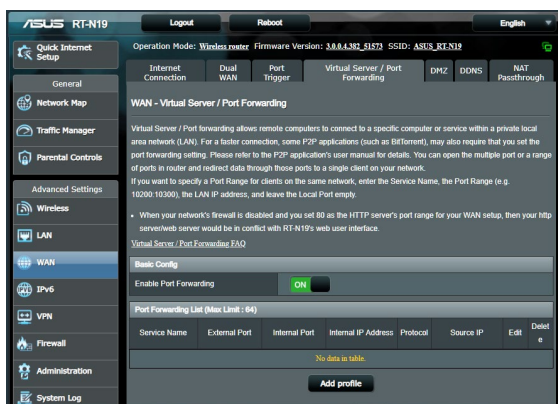 ASUS RT-N19
Logout
Reboot
English
Quick Internet
Setup
General
Network Map
Traffic Manager
Parental Controls
Advanced Settings
Wireless
LAN
WAN
IPv6
VPN
Firewall
Administration
System Log
Operation Mode: Wireless router Firmware Version: 3.0.0.4.382_51573 SSID: ASUS_RT-N19
Internet
Connection
Dual
WAN
Port
Trigger
Virtual Server / Port
Forwarding
DMZ
DDNS
NAT
Passthrough
WAN - Virtual Server / Port Forwarding
Virtual Server / Port forwarding allows remote computers to connect to a specific computer or service within a private local
area network (LAN). For a faster connection, some P2P applications (such as BitTorrent), may also require that you set the
port forwarding setting. Please refer to the P2P application's user manual for details. You can open the multiple port or a range
of ports in router and redirect data through those ports to a single client on your network.
If you want to specify a Port Range for clients on the same network, enter the Service Name, the Port Range (e.g.
10200:10300), the LAN IP address, and leave the Local Port empty.
• When your network's firewall is disabled and you set 80 as the HTTP server's port range for your WAN setup, then your http
server/web server would be in conflict with RT-N19's web user interface.
Virtual Server / Port Forwarding FAQ
Basic Config
Enable Port Forwarding
ON
Port Forwarding List (Max Limit : 64)
Service Name External Port Internal Port Internal IP Address Protocol Source IP Edit Delet
e
No data in table.
Add profile